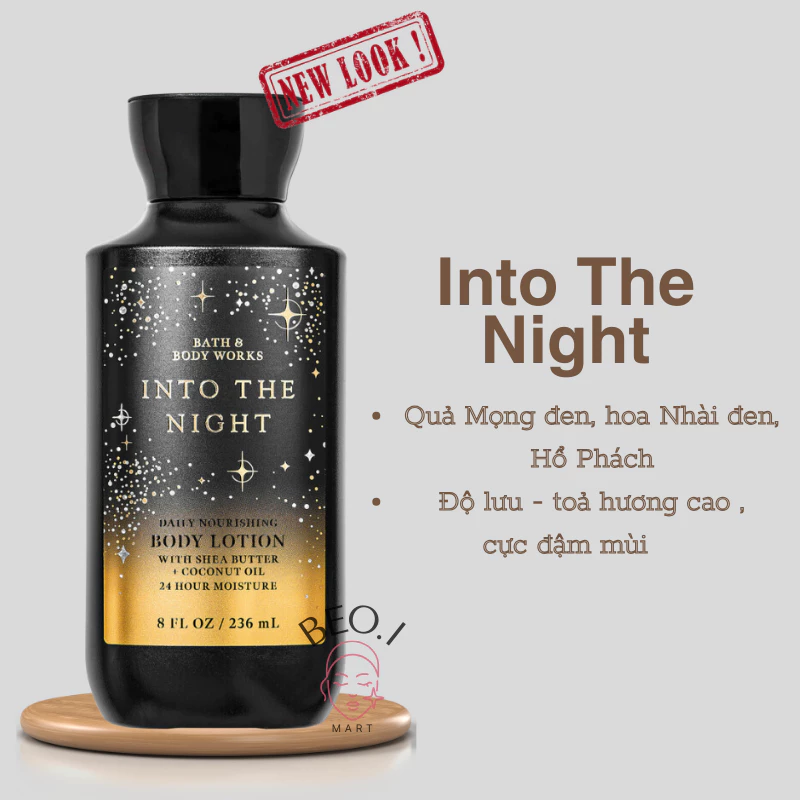 NEW LOOK !
BATH &
BODY WORKS
INTO THE
NIGHT
DAILY NOURISHING
BODY LOTION
WITH SHEA BUTTER
+ COCONUT OIL
24 HOUR MOISTURE
8 FL OZ / 236 mL
BEO.I
MART
Into The
Night
• Quả Mọng đen, hoa Nhài đen,
Hổ Phách
• Độ lưu - toả hương cao ,
cực đậm mùi